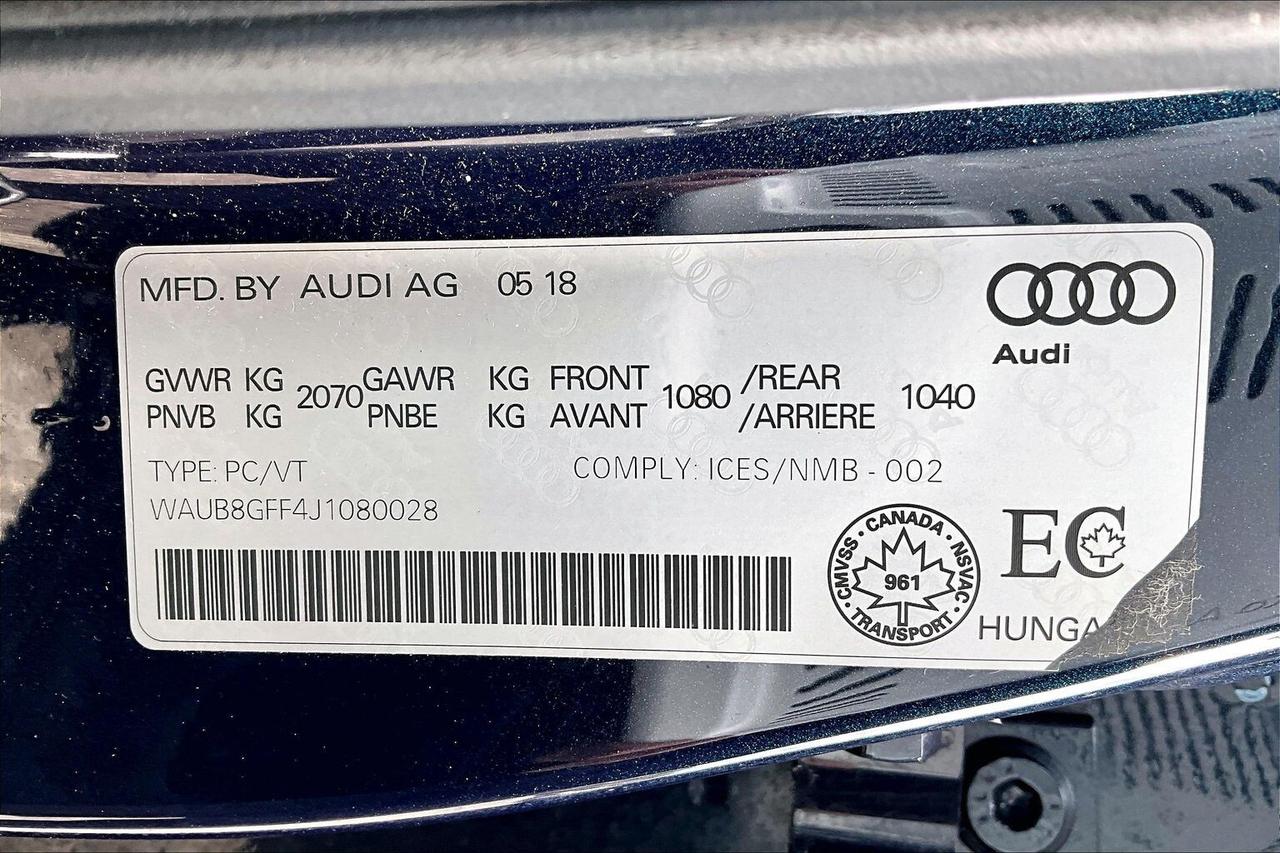 MFD. BY AUDI AG 05 18
Audi
GVWR KG 2070 GAWR KG FRONT 1080 /REAR 1040
PNVB KG PNBE KG AVANT /ARRIERE
TYPE: PC/VT COMPLY: ICES/NMB - 002
WAUB8GFF4J1080028
CMVSS • CANADA • NSVAC • TRANSPORT •
961
EC
HUNGA